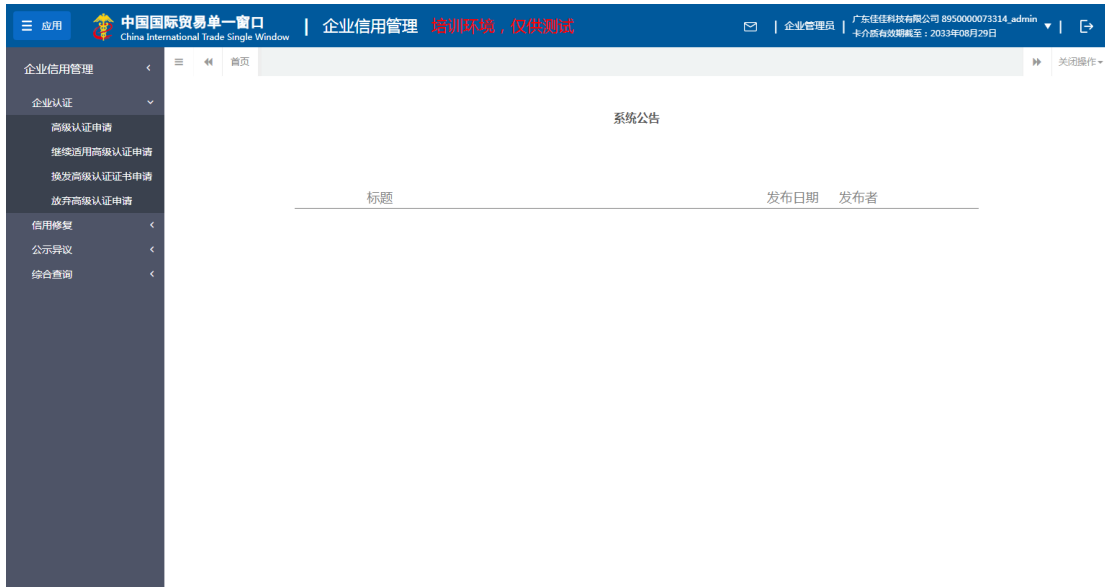 应用
中国国际贸易单一窗口
China International Trade Single Window
企业信用管理 培训环境，仅供测试
企业管理员
广东佳佳科技有限公司 8950000073314_admin
卡介质有效期截至：2033年08月29日
企业信用管理
首页
关闭操作
企业认证
高级认证申请
继续适用高级认证申请
换发高级认证证书申请
放弃高级认证申请
信用修复
公示异议
综合查询
系统公告
标题 发布日期 发布者